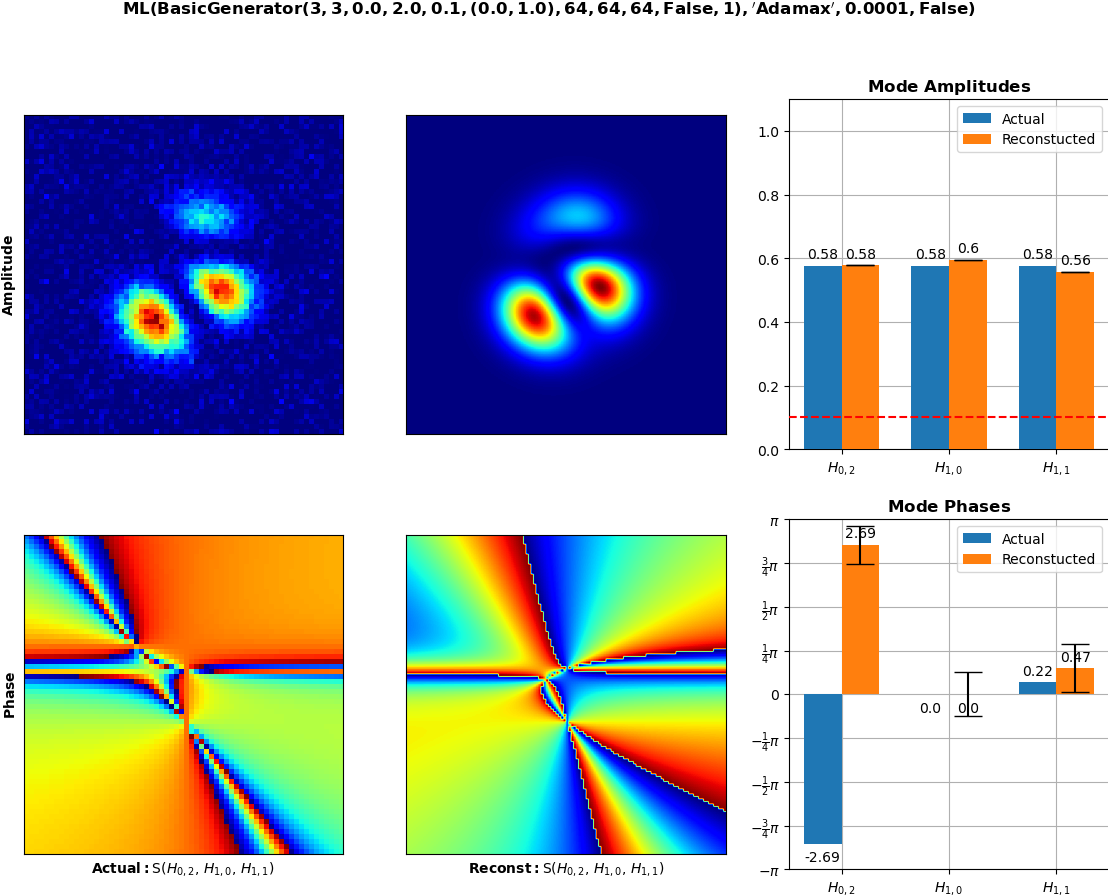 ML(BasicGenerator(3, 3, 0.0, 2.0, 0.1, (0.0, 1.0), 64, 64, 64, False, 1), ′Adamax′, 0.0001, False)
Amplitude
Mode Amplitudes
Actual
Reconstucted
1.0
0.8
0.6
0.4
0.2
0.0
0.58 0.58
0.58 0.6
0.58 0.56
H0,2
H1,0
H1,1
Phase
Actual: S(H0,2, H1,0, H1,1)
Reconst: S(H0,2, H1,0, H1,1)
Mode Phases
Actual
Reconstucted
π
3/4π
1/2π
1/4π
0
−1/4π
−1/2π
−3/4π
−π
-2.69 2.69
0.0 0.0
0.22 0.47
H0,2
H1,0
H1,1